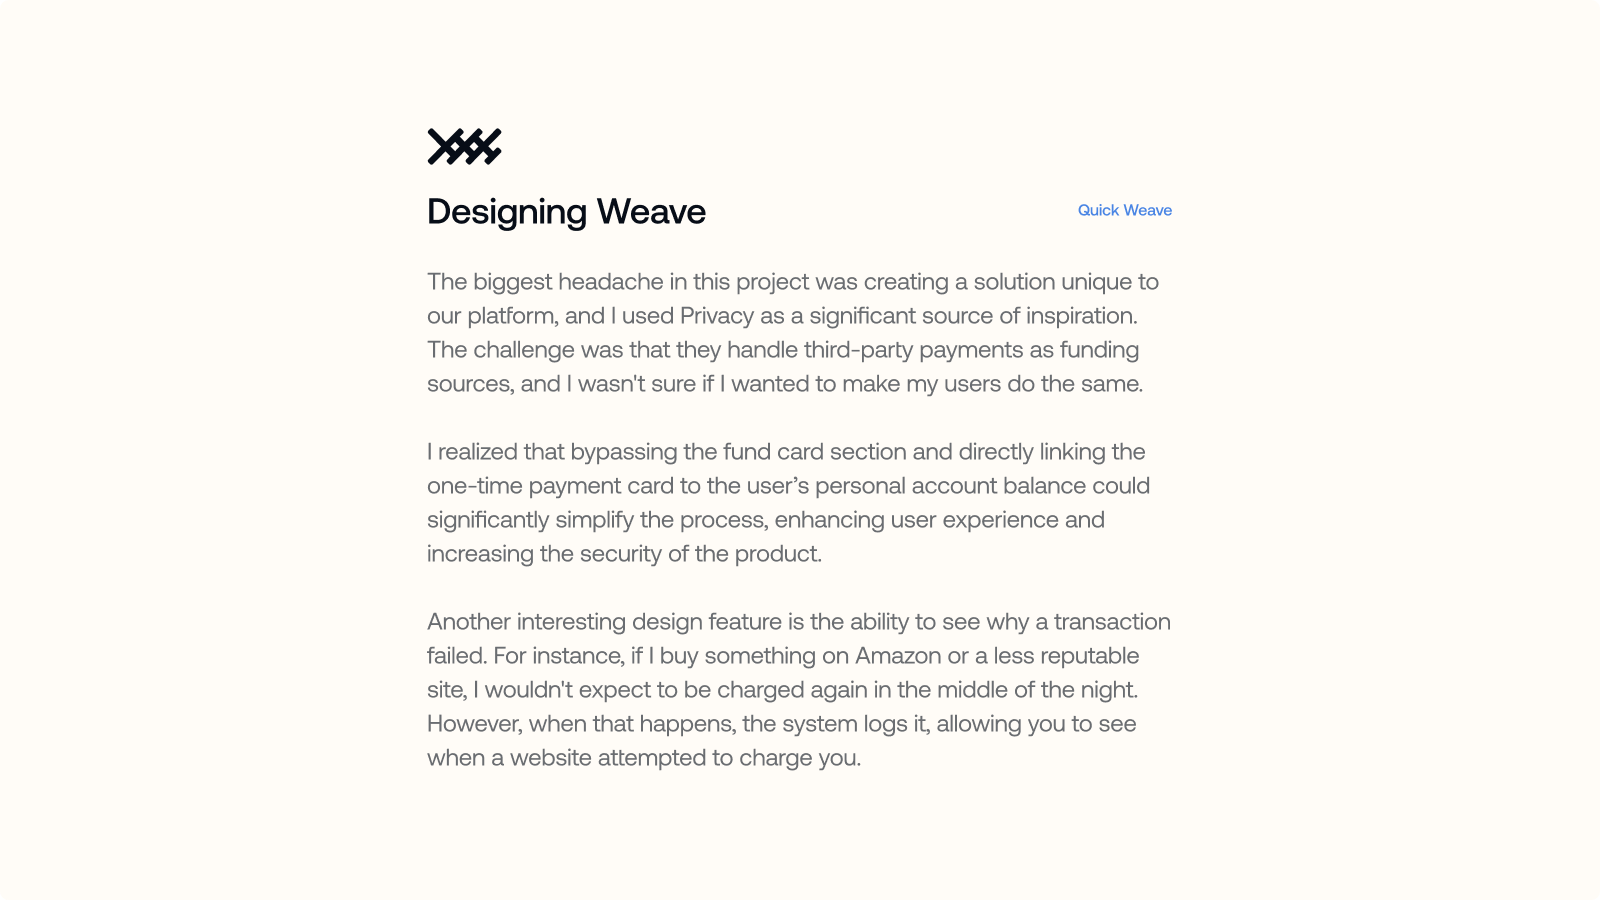 Designing Weave
Quick Weave
The biggest headache in this project was creating a solution unique to
our platform, and I used Privacy as a significant source of inspiration.
The challenge was that they handle third-party payments as funding
sources, and I wasn't sure if I wanted to make my users do the same.
I realized that bypassing the fund card section and directly linking the
one-time payment card to the user’s personal account balance could
significantly simplify the process, enhancing user experience and
increasing the security of the product.
Another interesting design feature is the ability to see why a transaction
failed. For instance, if I buy something on Amazon or a less reputable
site, I wouldn't expect to be charged again in the middle of the night.
However, when that happens, the system logs it, allowing you to see
when a website attempted to charge you.